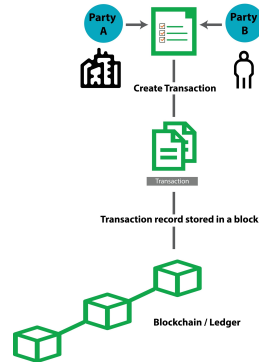 Party
A
Party
B
Create Transaction
Transaction
Transaction record stored in a block
Blockchain / Ledger